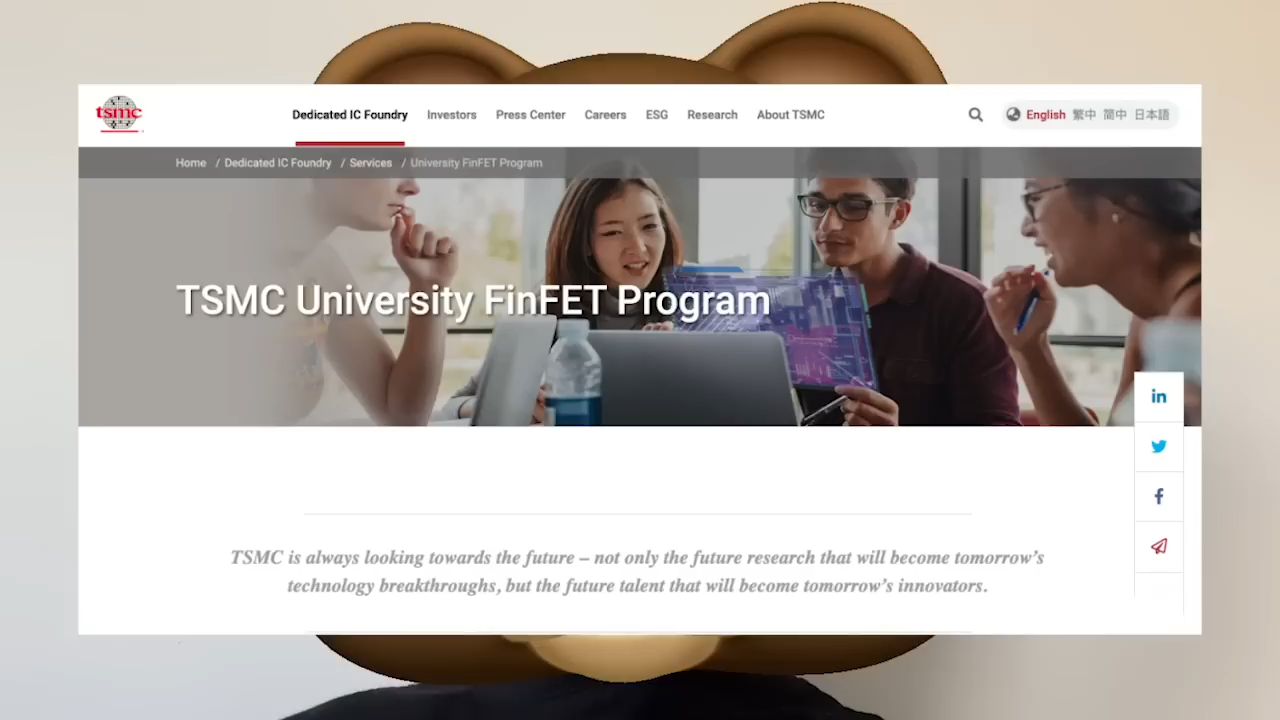 tsmc
Dedicated IC Foundry Investors Press Center Careers ESG Research About TSMC
English 繁中 简中 日本語
Home / Dedicated IC Foundry / Services / University FinFET Program
TSMC University FinFET Program
in
f
TSMC is always looking towards the future – not only the future research that will become tomorrow's
technology breakthroughs, but the future talent that will become tomorrow's innovators.